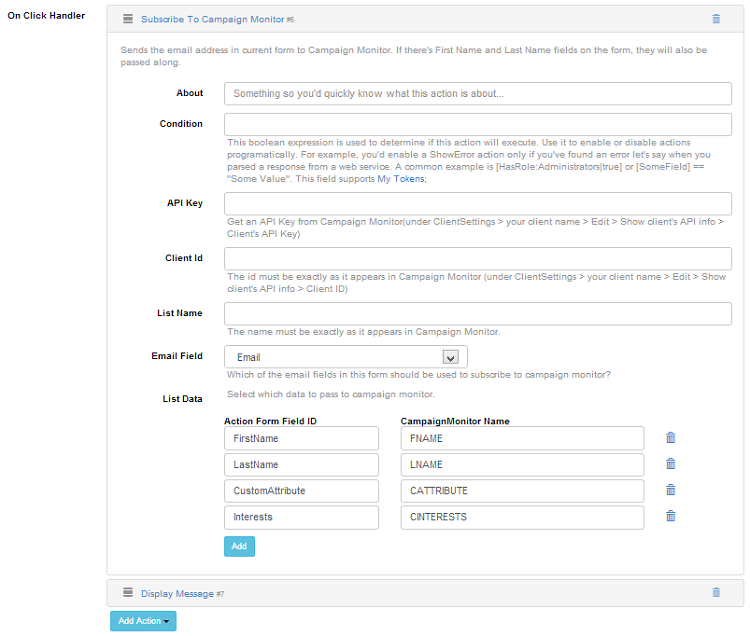 On Click Handler
Subscribe To Campaign Monitor #6
Sends the email address in current form to Campaign Monitor. If there's First Name and Last Name fields on the form, they will also be
passed along.
About
Something so you'd quickly know what this action is about...
Condition
This boolean expression is used to determine if this action will execute. Use it to enable or disable actions
programatically. For example, you'd enable a ShowError action only if you've found an error let's say when you
parsed a response from a web service. A common example is [HasRole:Administrators|true] or [SomeField] ==
"Some Value". This field supports My Tokens;
API Key
Get an API Key from Campaign Monitor(under ClientSettings > your client name > Edit > Show client's API info >
Client's API Key)
Client Id
The id must be exactly as it appears in Campaign Monitor (under ClientSettings > your client name > Edit > Show
client's API info > Client ID)
List Name
The name must be exactly as it appears in Campaign Monitor.
Email Field
Email
Which of the email fields in this form should be used to subscribe to campaign monitor?
List Data
Select which data to pass to campaign monitor.
Action Form Field ID CampaignMonitor Name
FirstName FNAME
LastName LNAME
CustomAttribute CATTRIBUTE
Interests CINTERESTS
Add
Display Message #7
Add Action